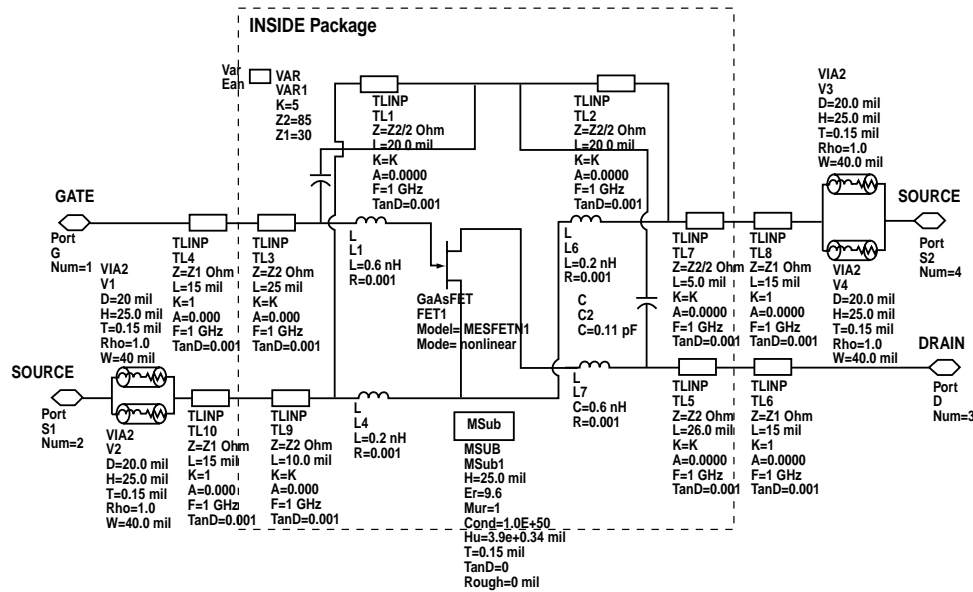 INSIDE Package
Var
Ean
VAR
VAR1
K=5
Z2=85
Z1=30
TLINP
TL1
Z=Z2/2 Ohm
L=20.0 mil
K=K
A=0.0000
F=1 GHz
TanD=0.001
TLINP
TL2
Z=Z2/2 Ohm
L=20.0 mil
K=K
A=0.0000
F=1 GHz
TanD=0.001
VIA2
V3
D=20.0 mil
H=25.0 mil
T=0.15 mil
Rho=1.0
W=40.0 mil
GATE
Port
G
Num=1
TLINP
TL4
Z=Z1 Ohm
L=15 mil
K=1
A=0.000
F=1 GHz
TanD=0.001
TLINP
TL3
Z=Z2 Ohm
L=25 mil
K=K
A=0.000
F=1 GHz
TanD=0.001
L
L1
L=0.6 nH
R=0.001
GaAsFET
FET1
Model= MESFETN1
Mode= nonlinear
L
L6
L=0.2 nH
R=0.001
C
C2
C=0.11 pF
TLINP
TL7
Z=Z2/2 Ohm
L=5.0 mil
K=K
A=0.0000
F=1 GHz
TanD=0.001
TLINP
TL8
Z=Z1 Ohm
L=15 mil
K=1
A=0.0000
F=1 GHz
TanD=0.001
SOURCE
Port
S2
Num=4
VIA2
V4
D=20.0 mil
H=25.0 mil
T=0.15 mil
Rho=1.0
W=40.0 mil
VIA2
V1
D=20 mil
H=25.0 mil
T=0.15 mil
Rho=1.0
W=40 mil
SOURCE
Port
S1
Num=2
VIA2
V2
D=20.0 mil
H=25.0 mil
T=0.15 mil
Rho=1.0
W=40.0 mil
TLINP
TL10
Z=Z1 Ohm
L=15 mil
K=1
A=0.000
F=1 GHz
TanD=0.001
TLINP
TL9
Z=Z2 Ohm
L=10.0 mil
K=K
A=0.000
F=1 GHz
TanD=0.001
L
L4
L=0.2 nH
R=0.001
MSub
MSUB
MSub1
H=25.0 mil
Er=9.6
Mur=1
Cond=1.0E+50
Hu=3.9e+0.34 mil
T=0.15 mil
TanD=0
Rough=0 mil
L
L7
C=0.6 nH
R=0.001
TLINP
TL5
Z=Z2 Ohm
L=26.0 mil
K=K
A=0.0000
F=1 GHz
TanD=0.001
TLINP
TL6
Z=Z1 Ohm
L=15 mil
K=1
A=0.0000
F=1 GHz
TanD=0.001
DRAIN
Port
D
Num=3